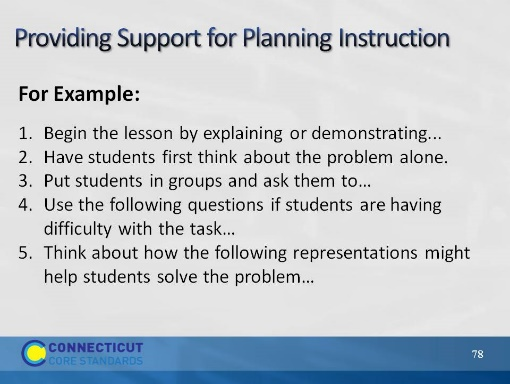 Providing Support for Planning Instruction
For Example:
1. Begin the lesson by explaining or demonstrating...
2. Have students first think about the problem alone.
3. Put students in groups and ask them to...
4. Use the following questions if students are having
difficulty with the task...
5. Think about how the following representations might
help students solve the problem...
CONNECTICUT
CORE STANDARDS
78